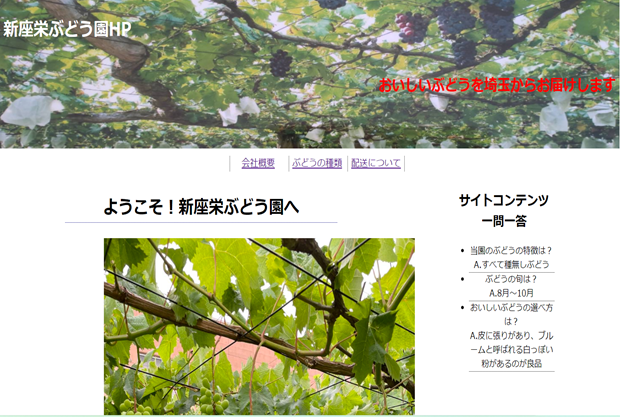 新座栄ぶどう園HP
おいしいぶどうを埼玉からお届けします
会社概要
ぶどうの種類
配送について
ようこそ！新座栄ぶどう園へ
サイトコンテンツ
一問一答
当園のぶどうの特徴は？
A.すべて種無しぶどう
ぶどうの旬は？
A.8月～10月
おいしいぶどうの選べ方
は？
A.皮に張りがあり、ブル
ームと呼ばれる白っぽい
粉があるのが良品